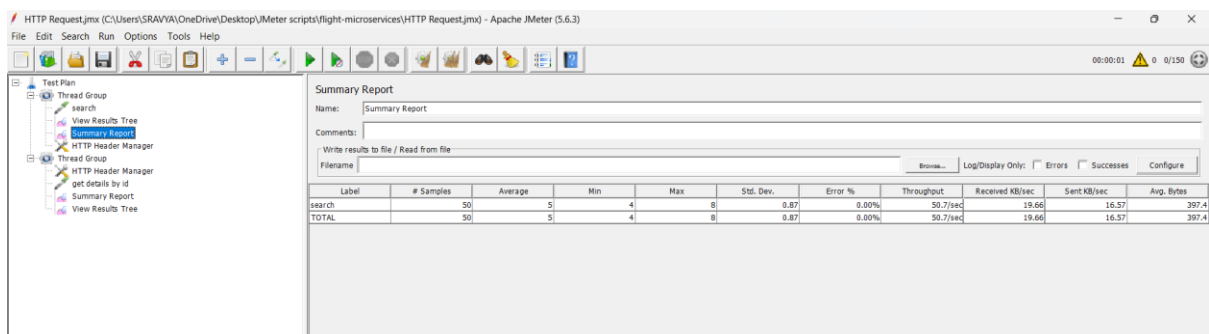 HTTP Request.jmx (C:\Users\SRAVYA\OneDrive\Desktop\JMeter scripts\flight-microservices\HTTP Request.jmx) - Apache JMeter (5.6.3)
File Edit Search Run Options Tools Help
00:00:01 0 0/150
Test Plan
Thread Group
search
View Results Tree
Summary Report
HTTP Header Manager
Thread Group
HTTP Header Manager
get details by id
Summary Report
View Results Tree
Summary Report
Name: Summary Report
Comments:
Write results to file / Read from file
Filename Browse... Log/Display Only: Errors Successes Configure
Label # Samples Average Min Max Std. Dev. Error % Throughput Received KB/sec Sent KB/sec Avg. Bytes
search 50 5 4 8 0.87 0.00% 50.7/sec 19.66 16.57 397.4
TOTAL 50 5 4 8 0.87 0.00% 50.7/sec 19.66 16.57 397.4